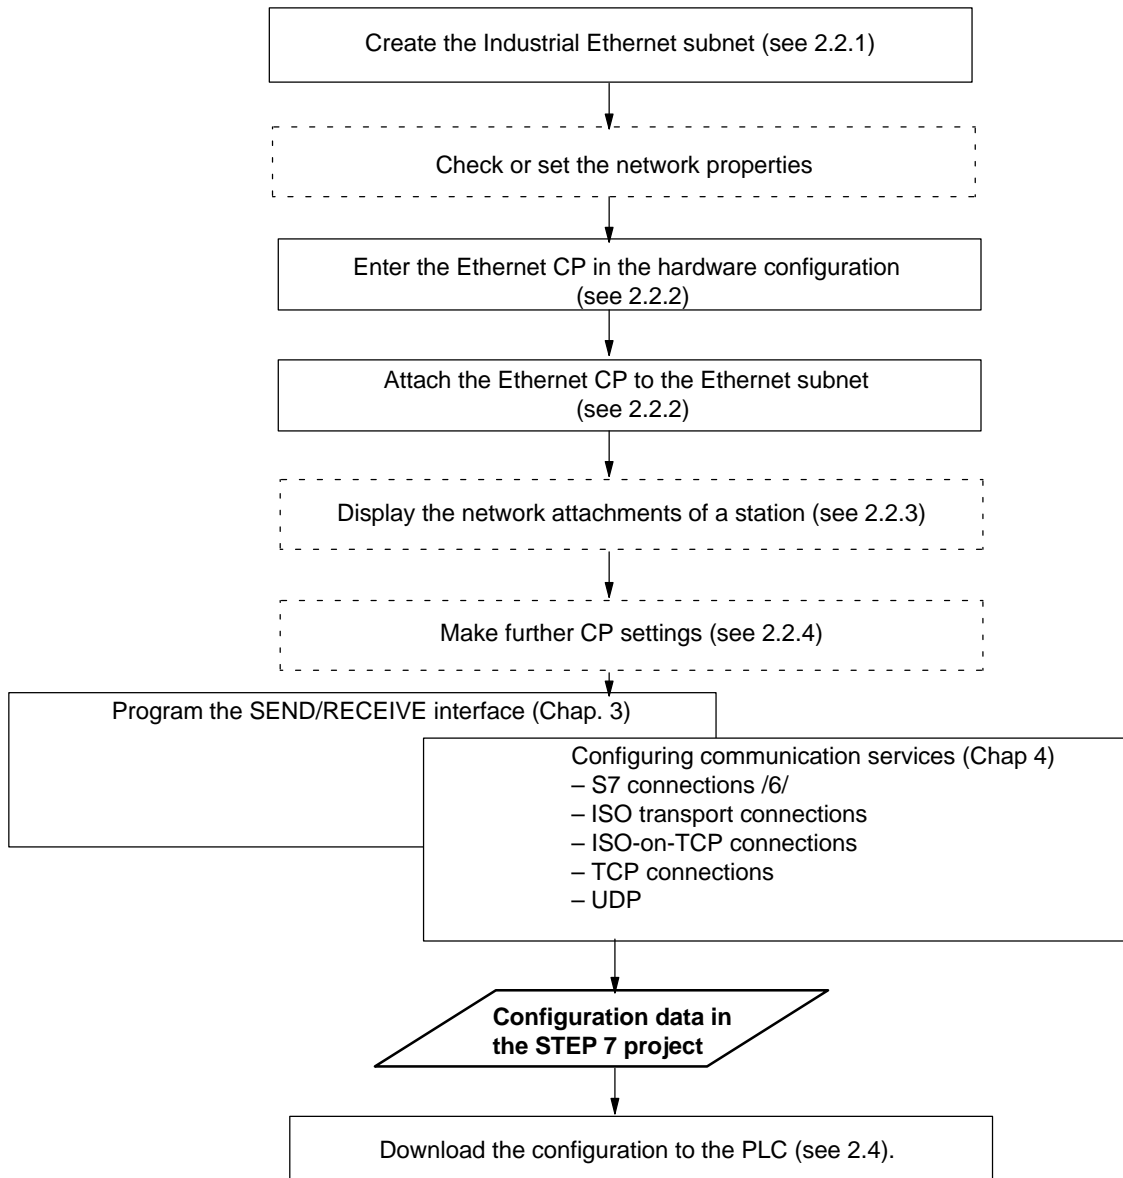 Create the Industrial Ethernet subnet (see 2.2.1)
Check or set the network properties
Enter the Ethernet CP in the hardware configuration
(see 2.2.2)
Attach the Ethernet CP to the Ethernet subnet
(see 2.2.2)
Display the network attachments of a station (see 2.2.3)
Make further CP settings (see 2.2.4)
Program the SEND/RECEIVE interface (Chap. 3)
Configuring communication services (Chap 4)
– S7 connections /6/
– ISO transport connections
– ISO-on-TCP connections
– TCP connections
– UDP
Configuration data in
the STEP 7 project
Download the configuration to the PLC (see 2.4).